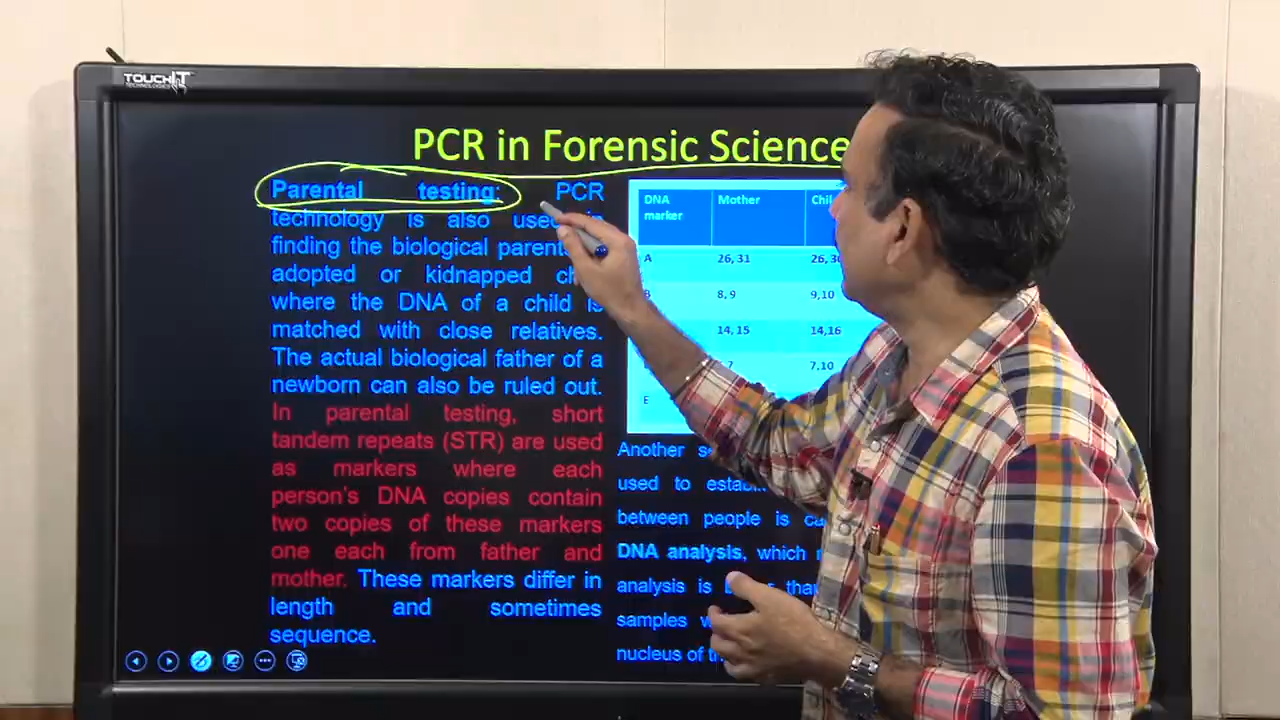 TOUCHIT
TECHNOLOGIES
PCR in Forensic Science
Parental testing: PCR
technology is also used in
finding the biological
adopted or kidnapped
where the DNA of a child is
matched with close relatives.
The actual biological father of a
newborn can also be ruled out.
In parental testing, short
tandem repeats (STR) are used
as markers where each
person's DNA copies contain
two copies of these markers
one each from father and
mother. These markers differ in
length and sometimes
sequence.
DNA marker Mother
A 26, 31
B 8, 9 9,10
14, 15 14,16
7,10
E
Another
used to
between people is
DNA analysis, which
analysis is
samples
nucleus of